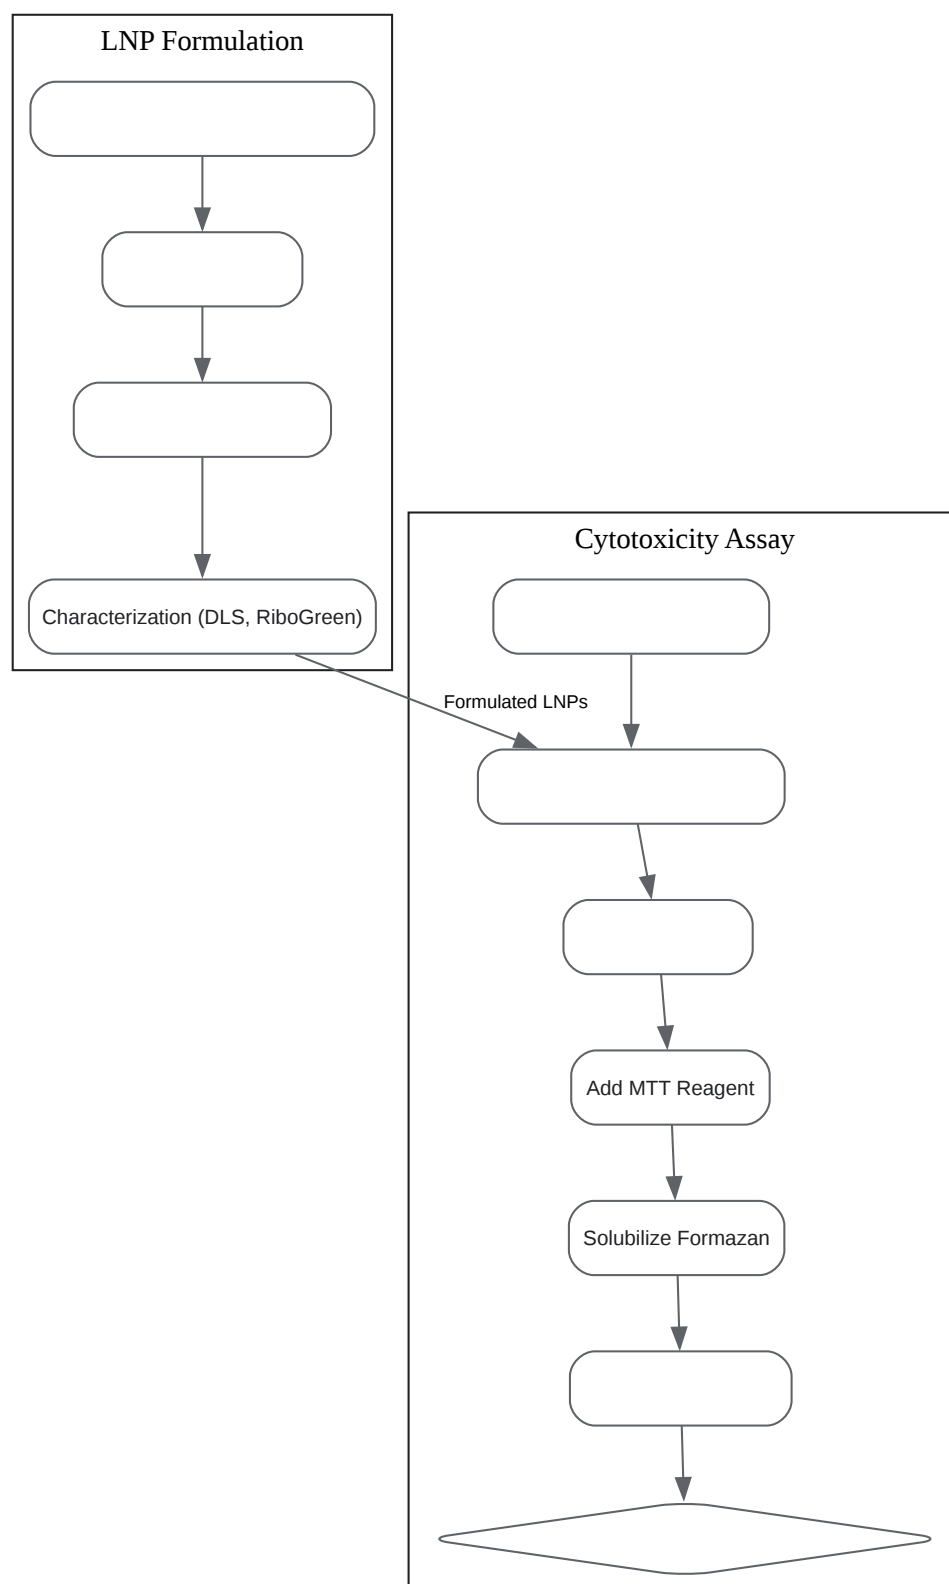 LNP Formulation
Characterization (DLS, RiboGreen)
Cytotoxicity Assay
Formulated LNPs
Add MTT Reagent
Solubilize Formazan